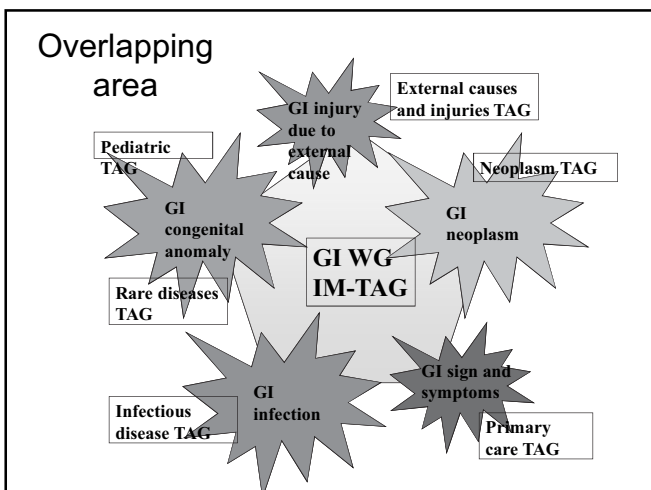 Overlapping
area
GI injury
due to
external
cause
External causes
and injuries TAG
Pediatric
TAG
Neoplasm TAG
GI
congenital
anomaly
GI
neoplasm
GI WG
IM-TAG
Rare diseases
TAG
GI sign and
symptoms
GI
infection
Infectious
disease TAG
Primary
care TAG